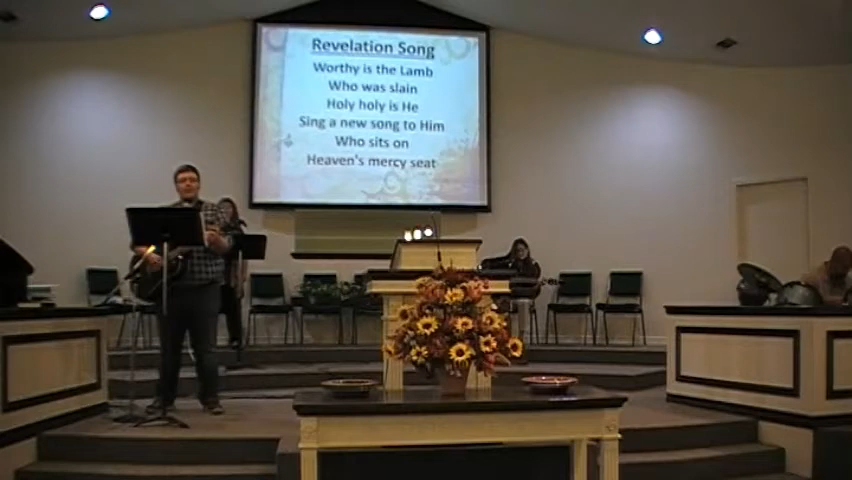 Revelation Song
Worthy is the Lamb
Who was slain
Holy holy is He
Sing a new song to Him
Who sits on
Heaven's mercy seat